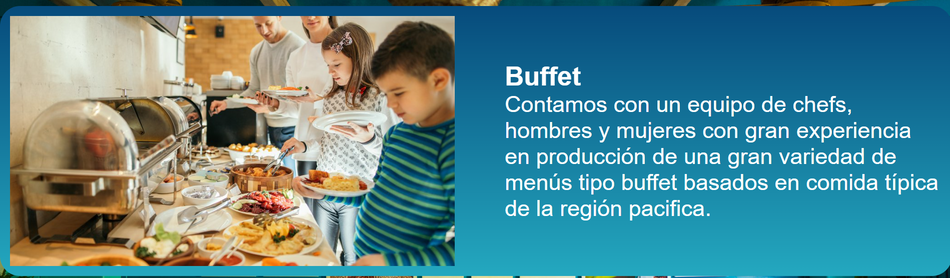 Buffet
Contamos con un equipo de chefs,
hombres y mujeres con gran experiencia
en producción de una gran variedad de
menús tipo buffet basados en comida típica
de la región pacifica.